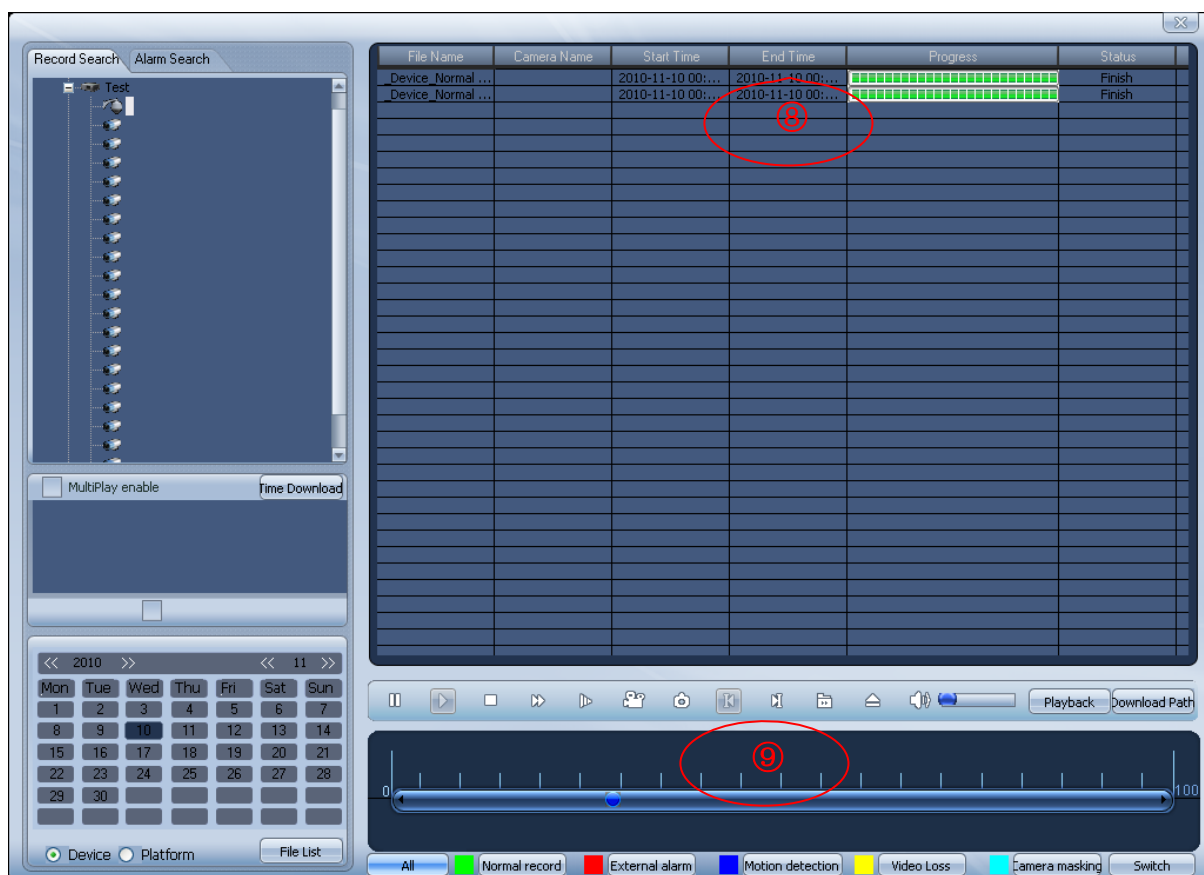 Record Search Alarm Search
Test
MultiPlay enable Time Download
<< 2010 >> << 11 >>
Mon Tue Wed Thu Fri Sat Sun
1 2 3 4 5 6 7
8 9 10 11 12 13 14
15 16 17 18 19 20 21
22 23 24 25 26 27 28
29 30
Device Platform File List
File Name Camera Name Start Time End Time Progress Status
_Device_Normal ... 2010-11-10 00:... 2010-11-10 00:... Finish
_Device_Normal ... 2010-11-10 00:... 2010-11-10 00:... Finish
⑧
Playback Download Path
⑨
0 100
All Normal record External alarm Motion detection Video Loss Camera masking Switch